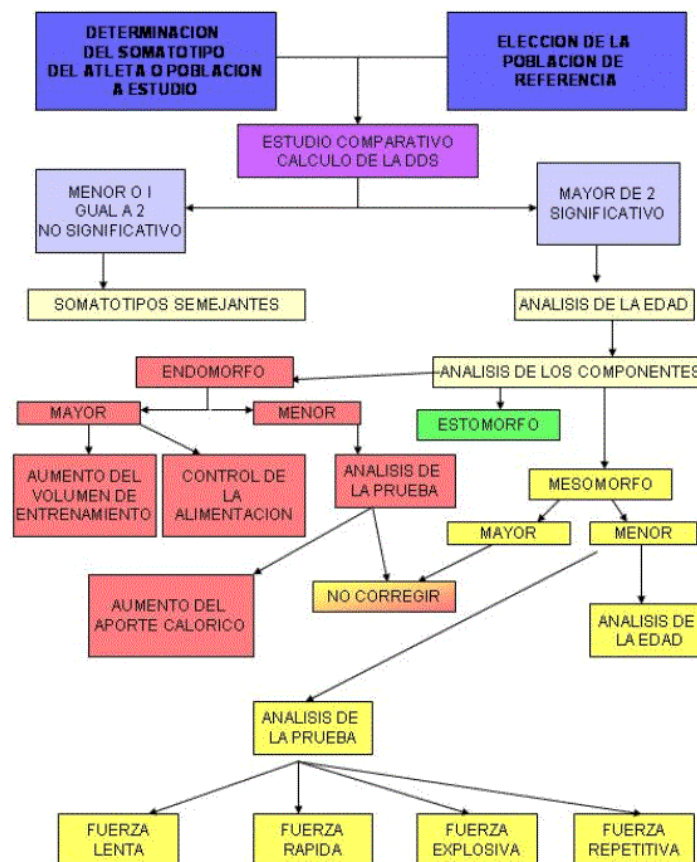 DETERMINACION
DEL SOMATOTIPO
DEL ATLETA O POBLACION
A ESTUDIO
ELECCION DE LA
POBLACION DE
REFERENCIA
ESTUDIO COMPARATIVO
CALCULO DE LA DDS
MENOR O I
GUAL A 2
NO SIGNIFICATIVO
MAYOR DE 2
SIGNIFICATIVO
SOMATOTIPOS SEMEJANTES
ANALISIS DE LA EDAD
ENDOMORFO
ANALISIS DE LOS COMPONENTES
MAYOR
MENOR
ESTOMORFO
AUMENTO DEL
VOLUMEN DE
ENTRENAMIENTO
CONTROL DE
LA
ALIMENTACION
ANALISIS DE
LA PRUEBA
MESOMORFO
MAYOR
MENOR
AUMENTO DEL
APORTE CALORICO
NO CORREGIR
ANALISIS DE
LA EDAD
ANALISIS DE
LA PRUEBA
FUERZA
LENTA
FUERZA
RAPIDA
FUERZA
EXPLOSIVA
FUERZA
REPETITIVA